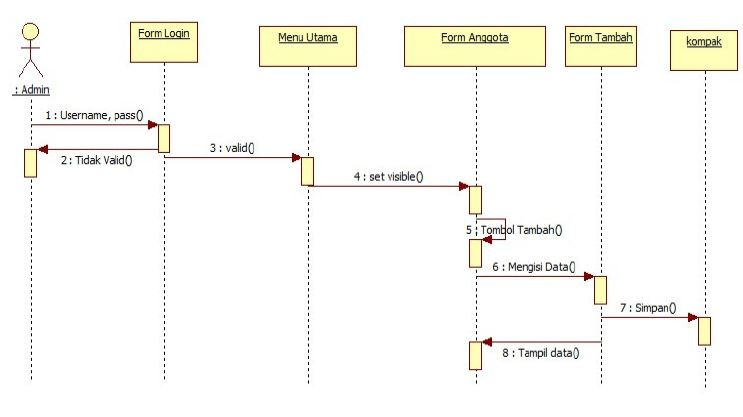 Form Login
Menu Utama
Form Anggota
Form Tambah
kompak
: Admin
1 : Username, pass()
2 : Tidak Valid()
3 : valid()
4 : set visible()
5 : Tombol Tambah()
6 : Mengisi Data()
7 : Simpan()
8 : Tampil data()